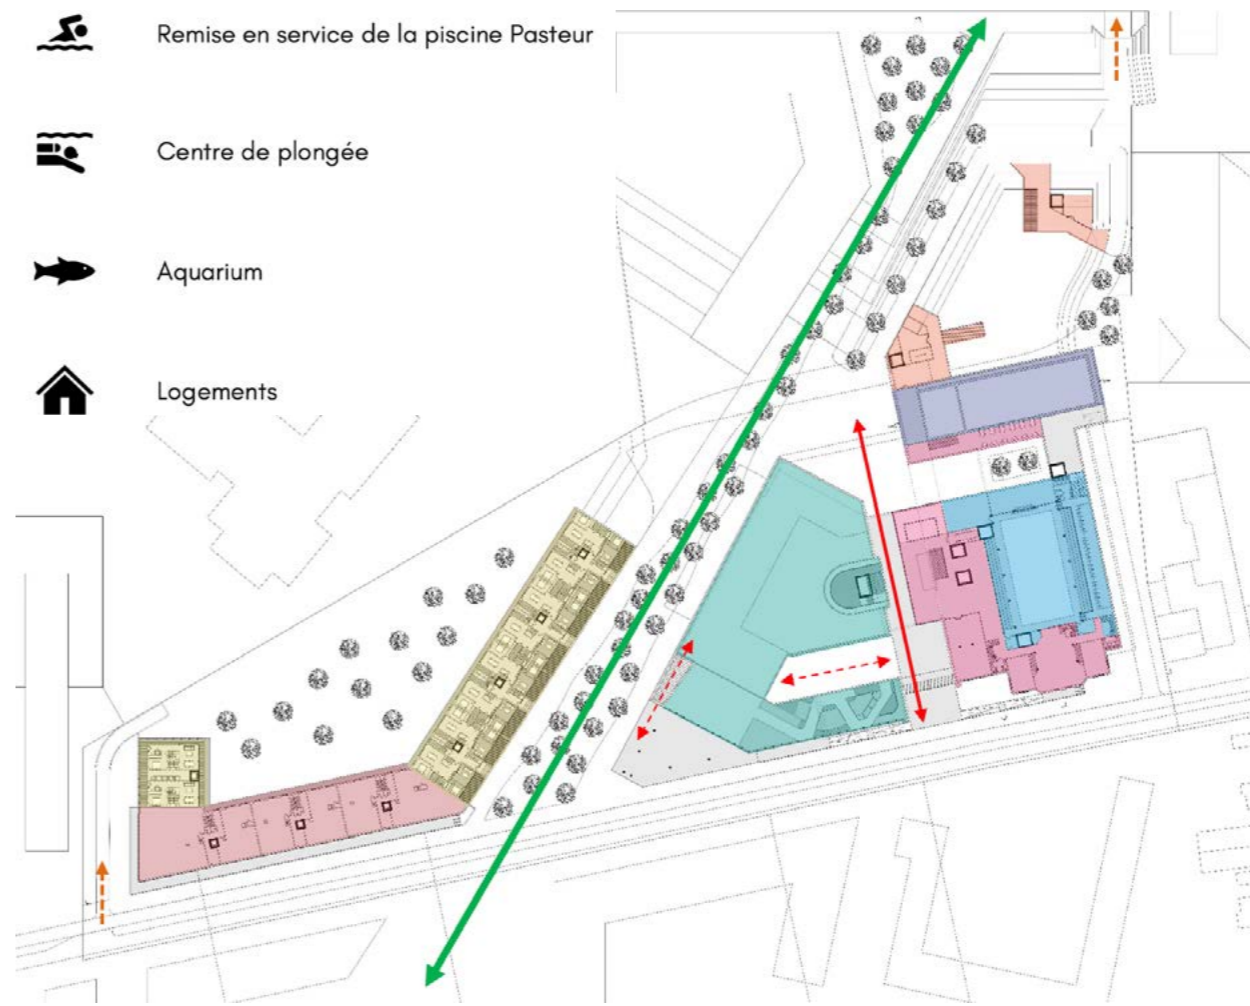 Remise en service de la piscine Pasteur
Centre de plongée
Aquarium
Logements